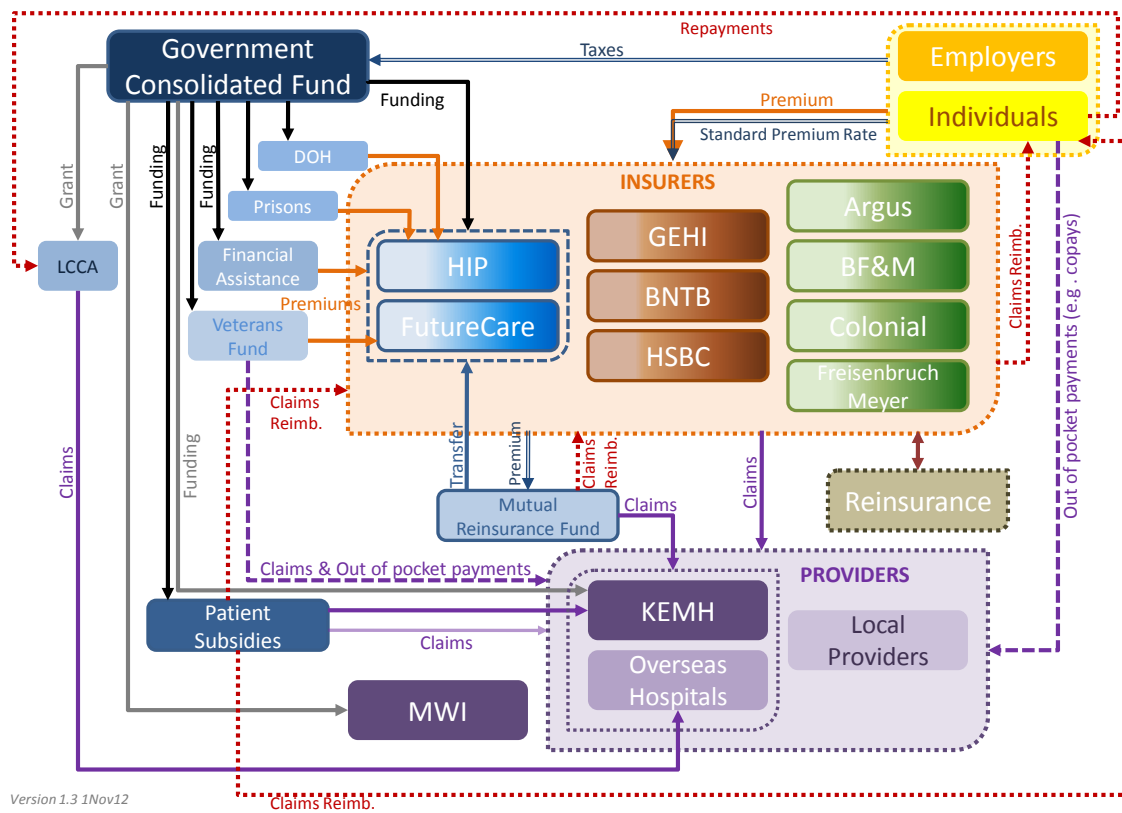 Repayments
Government
Consolidated Fund
Taxes
Employers
Individuals
Funding
Premium
Standard Premium Rate
Grant
Grant
Funding
Funding
DOH
Prisons
LCCA
Financial
Assistance
Premiums
Veterans
Fund
INSURERS
HIP
FutureCare
GEHI
BNTB
HSBC
Argus
BF&M
Colonial
Freisenbruch
Meyer
Claims Reimb.
Out of pocket payments (e.g . copays)
Claims
Reimb.
Claims
Funding
Transfer
Premium
Claims
Reimb.
Claims
Reinsurance
Mutual
Reinsurance Fund
Claims
Claims & Out of pocket payments
PROVIDERS
KEMH
Overseas
Hospitals
Local
Providers
Patient
Subsidies
Claims
MWI
Version 1.3 1Nov12
Claims Reimb.